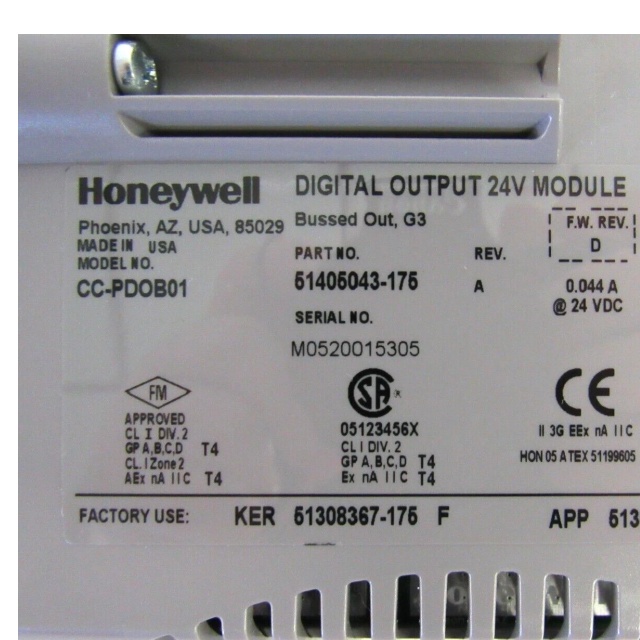 Honeywell
DIGITAL OUTPUT 24V MODULE
Phoenix, AZ, USA, 85029
Bussed Out, G3
F.W. REV.
D
MADE IN USA
MODEL NO.
CC-PDOB01
PART NO.
REV.
51405043-175
A
0.044 A
@ 24 VDC
SERIAL NO.
M0520015305
FM
APPROVED
CL I DIV. 2
GP A,B,C,D T4
CL.I Zone 2
AEx nA IIC T4
SA
05123456X
CL I DIV. 2
GP A,B,C,D T4
Ex nA IIC T4
CE
II 3G EEx nA IIC
HON 05 ATEX 51199605
FACTORY USE: KER 51308367-175 F APP 513